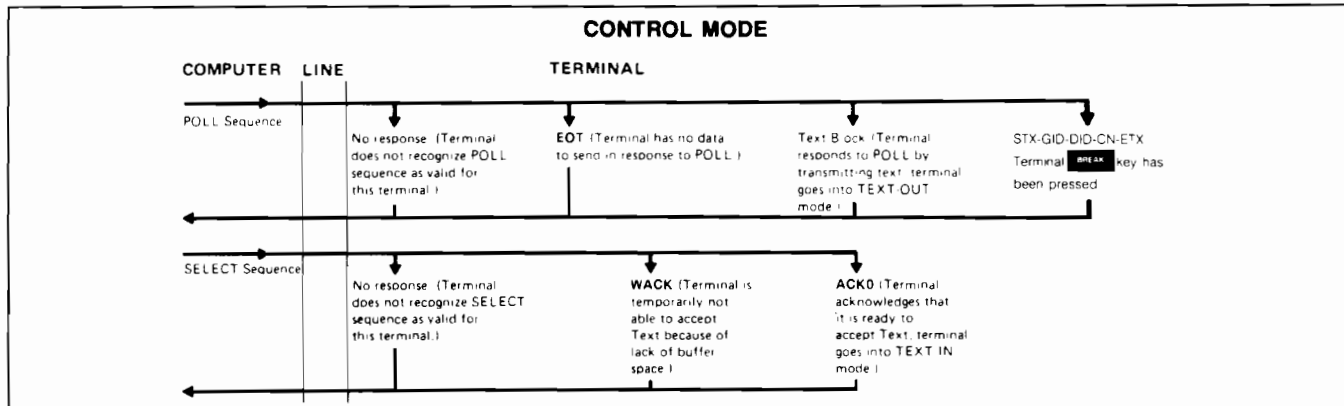 CONTROL MODE
COMPUTER LINE TERMINAL
POLL Sequence
No response (Terminal
does not recognize POLL
sequence as valid for
this terminal.)
EOT (Terminal has no data
to send in response to POLL.)
Text Block (Terminal
responds to POLL by
transmitting text, terminal
goes into TEXT-OUT
mode.)
STX-GID-DID-CN-ETX
Terminal BREAK key has
been pressed
SELECT Sequence
No response (Terminal
does not recognize SELECT
sequence as valid for
this terminal.)
WACK (Terminal is
temporarily not
able to accept
Text because of
lack of buffer
space.)
ACK0 (Terminal
acknowledges that
it is ready to
accept Text, terminal
goes into TEXT IN
mode.)